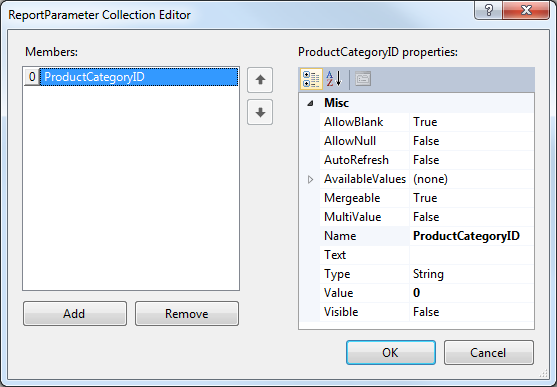 ReportParameter Collection Editor
Members:
0 ProductCategoryID
Add
Remove
ProductCategoryID properties:
Misc
AllowBlank True
AllowNull False
AutoRefresh False
AvailableValues (none)
Mergeable True
MultiValue False
Name ProductCategoryID
Text
Type String
Value 0
Visible False
OK
Cancel